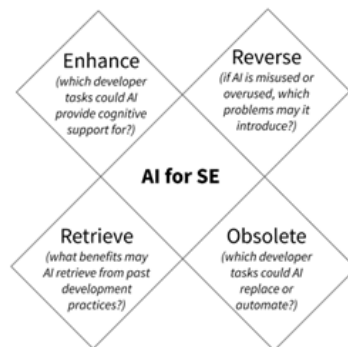 Enhance
(which developer
tasks could AI
provide cognitive
support for?)
Reverse
(if AI is misused or
overused, which
problems may it
introduce?)
AI for SE
Retrieve
(what benefits may
AI retrieve from past
development
practices?)
Obsolete
(which developer
tasks could AI
replace or
automate?)